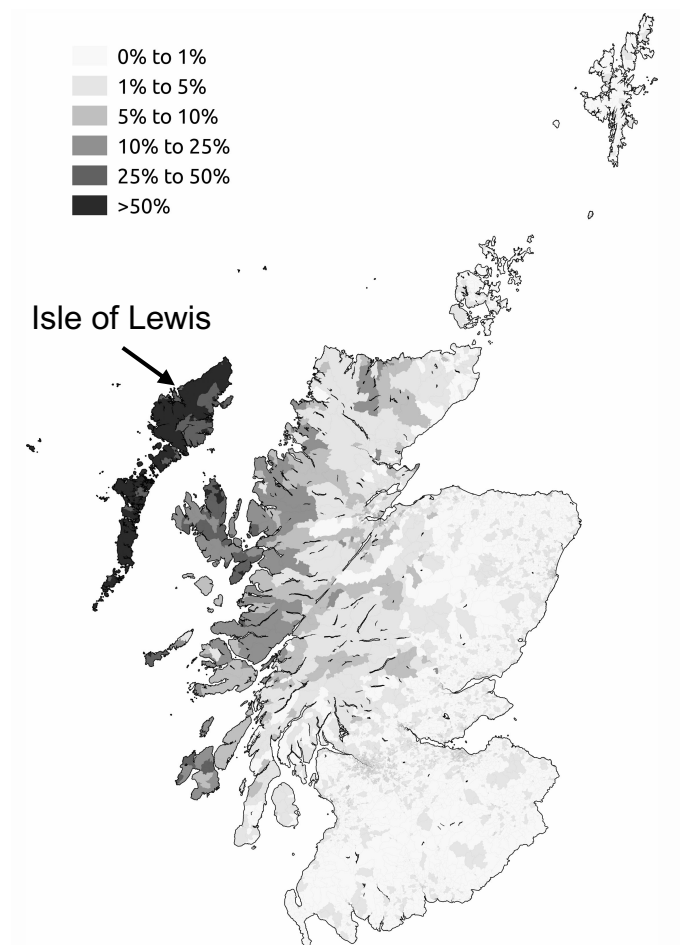 0% to 1%
1% to 5%
5% to 10%
10% to 25%
25% to 50%
>50%
Isle of Lewis